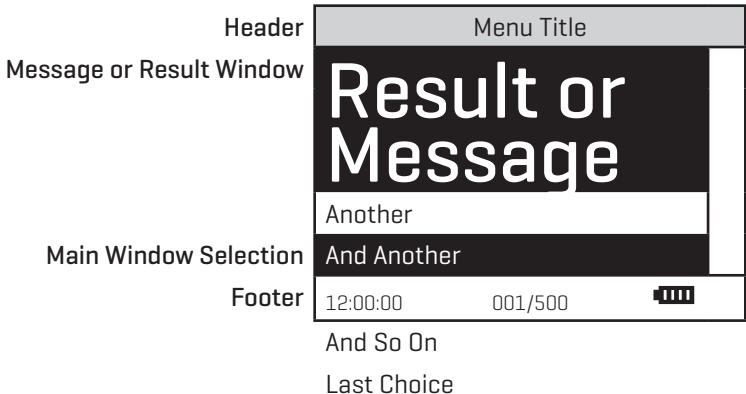 Header
Menu Title
Message or Result Window
Result or
Message
Another
Main Window Selection
And Another
Footer
12:00:00 001/500
And So On
Last Choice